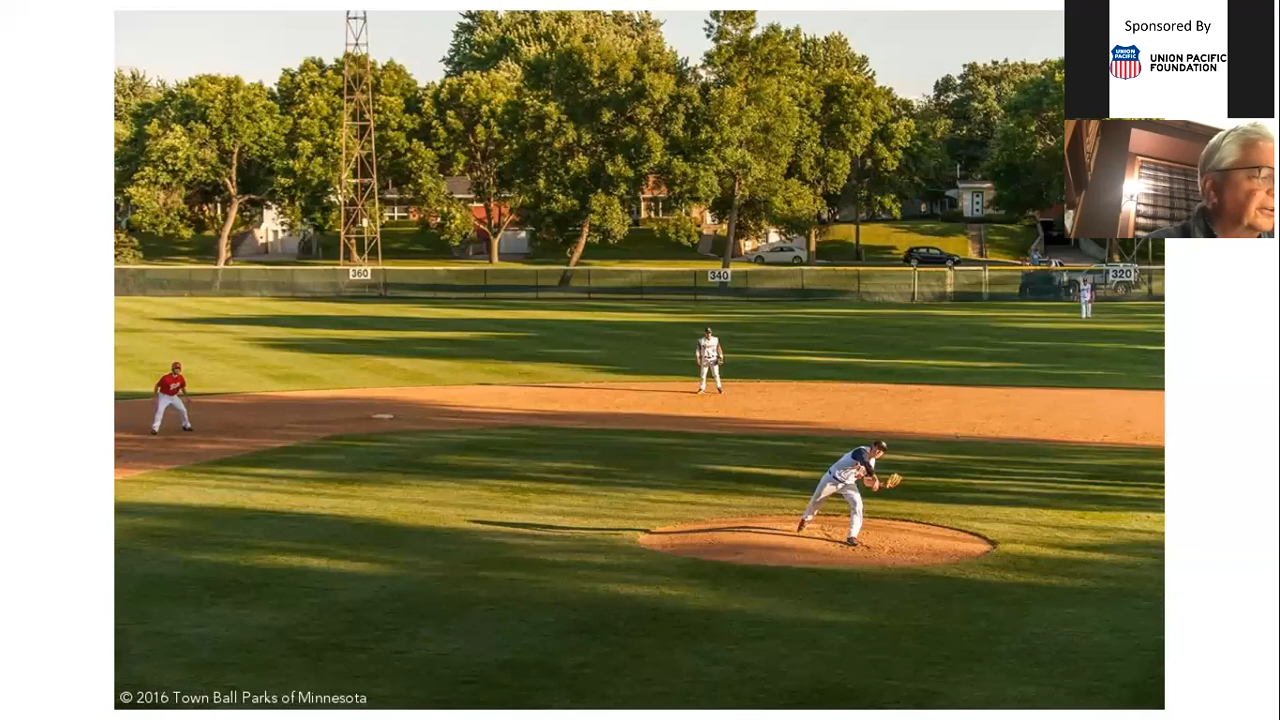 Sponsored By
UNION
PACIFIC
UNION PACIFIC
FOUNDATION
360
340
320
© 2016 Town Ball Parks of Minnesota